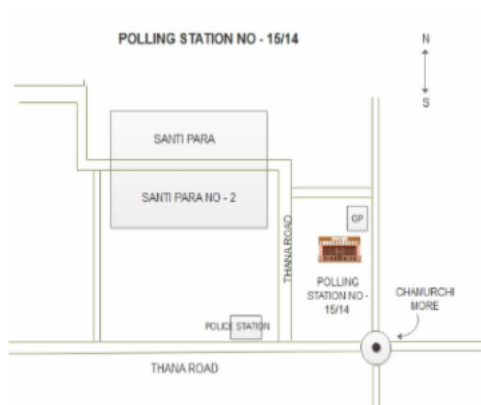 POLLING STATION NO - 15/14
N
S
SANTI PARA
SANTI PARA NO - 2
THANA ROAD
GP
POLLING
STATION NO -
15/14
CHAMURCHI
MORE
POLICE STATION
THANA ROAD